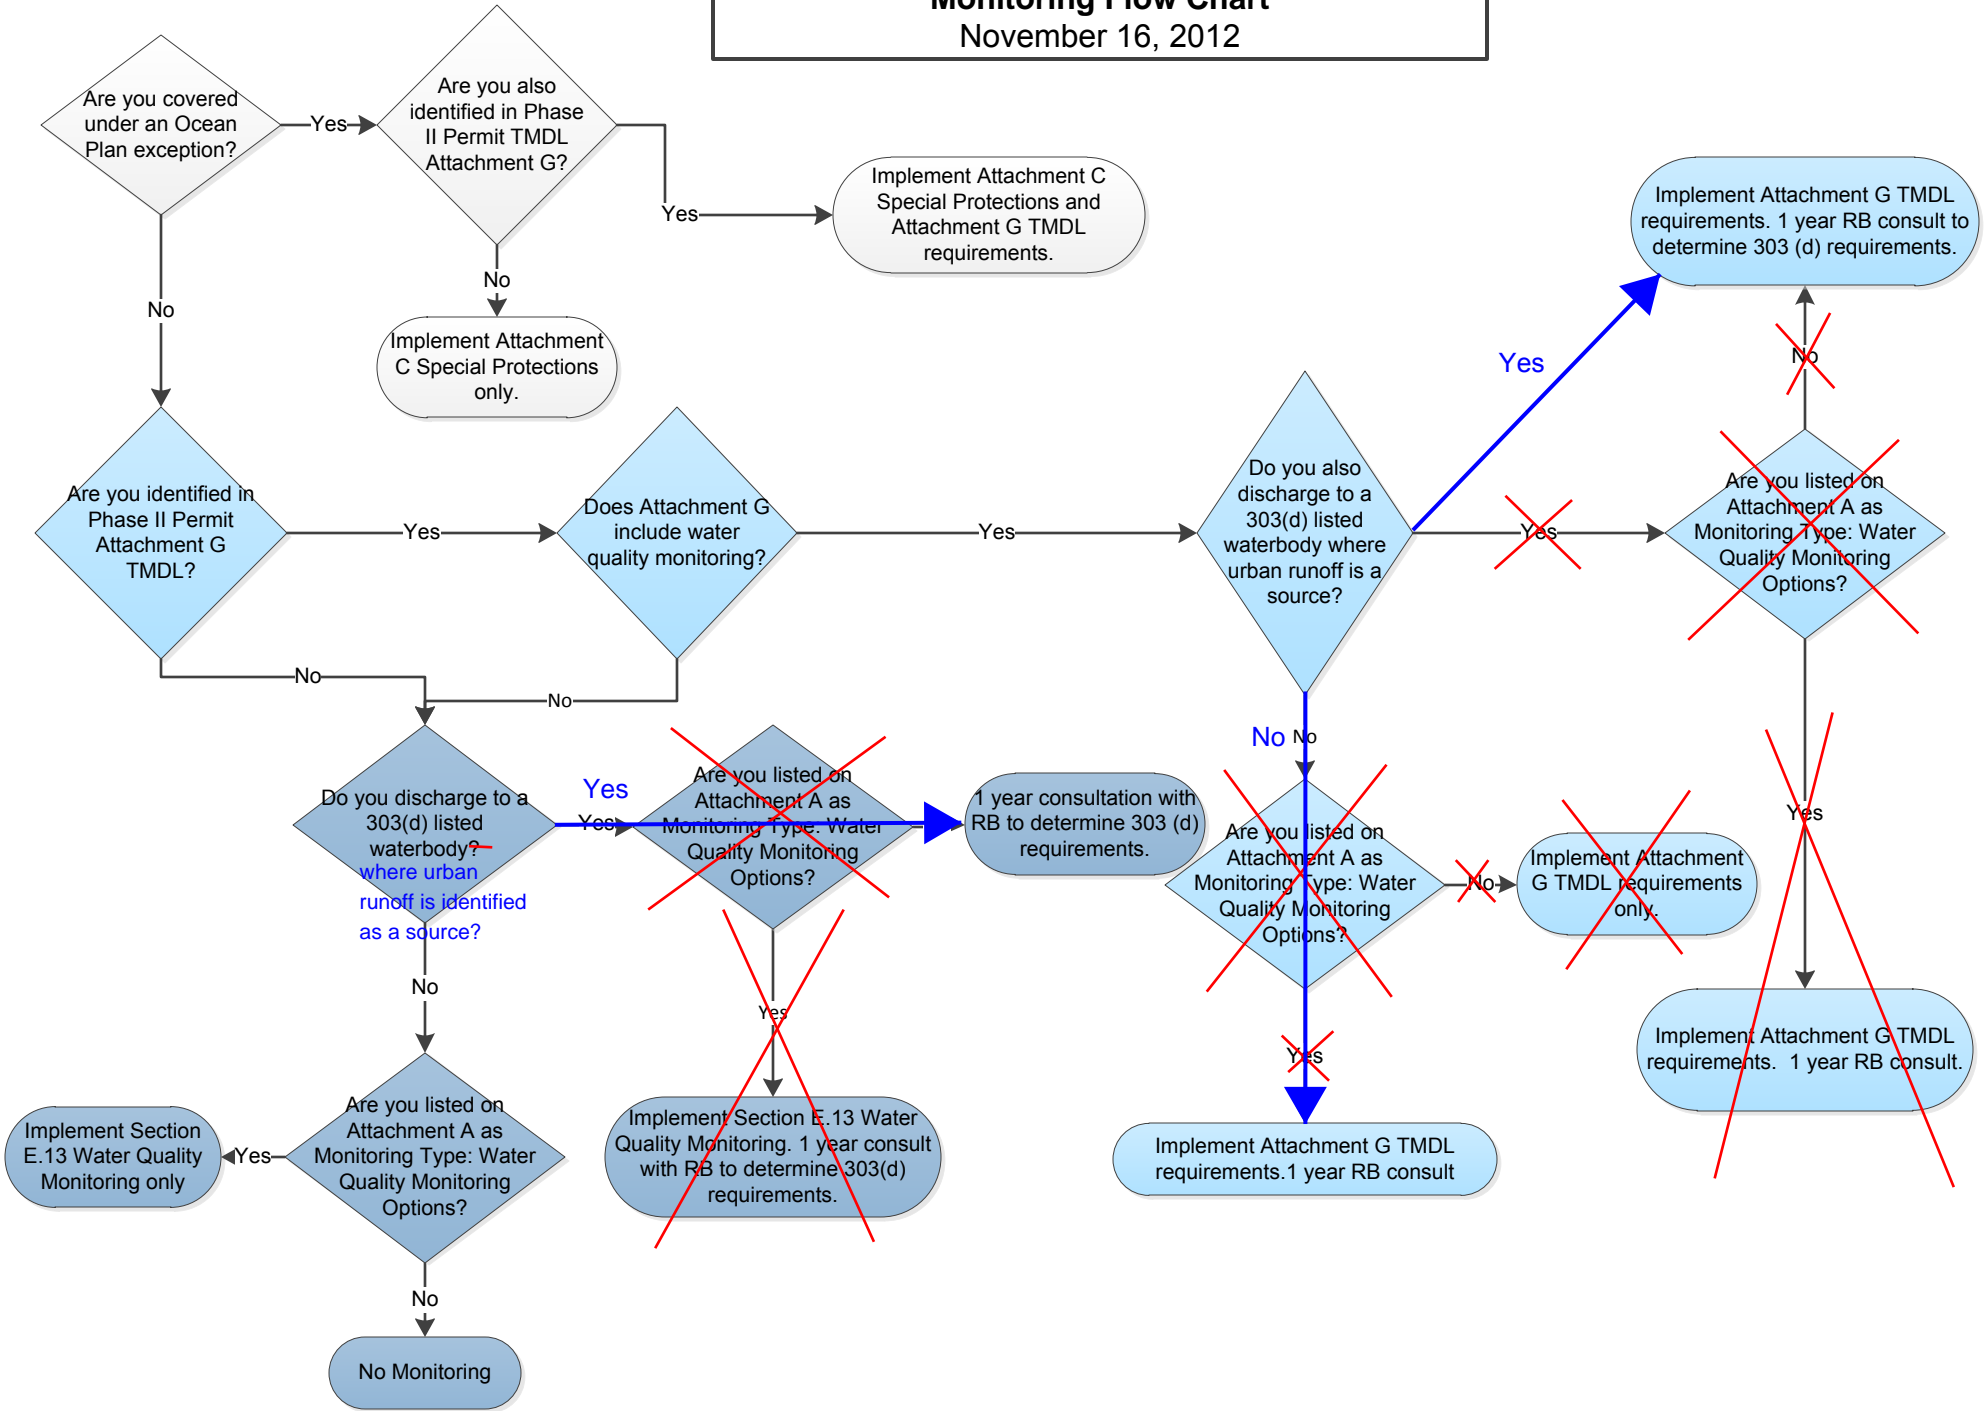 Monitoring Flow Chart
November 16, 2012
Are you covered
under an Ocean
Plan exception?
Yes
Are you also
identified in Phase
II Permit TMDL
Attachment G?
Yes
Implement Attachment C
Special Protections and
Attachment G TMDL
requirements.
No
Implement Attachment
C Special Protections
only.
No
Are you identified in
Phase II Permit
Attachment G
TMDL?
Yes
Does Attachment G
include water
quality monitoring?
Yes
Do you also
discharge to a
303(d) listed
waterbody where
urban runoff is a
source?
Yes
Implement Attachment G TMDL
requirements. 1 year RB consult to
determine 303 (d) requirements.
No
Yes
Are you listed on
Attachment A as
Monitoring Type: Water
Quality Monitoring
Options?
Yes
Implement Attachment G TMDL
requirements.  1 year RB consult.
No
No
Are you listed on
Attachment A as
Monitoring Type: Water
Quality Monitoring
Options?
No
Implement Attachment
G TMDL requirements
only.
Yes
Implement Attachment G TMDL
requirements.1 year RB consult
No
No
Do you discharge to a
303(d) listed
waterbody?
where urban
runoff is identified
as a source?
Yes
Yes
Are you listed on
Attachment A as
Monitoring Type: Water
Quality Monitoring
Options?
1 year consultation with
RB to determine 303 (d)
requirements.
Yes
Implement Section E.13 Water
Quality Monitoring. 1 year consult
with RB to determine 303(d)
requirements.
No
Are you listed on
Attachment A as
Monitoring Type: Water
Quality Monitoring
Options?
Yes
Implement Section
E.13 Water Quality
Monitoring only
No
No Monitoring